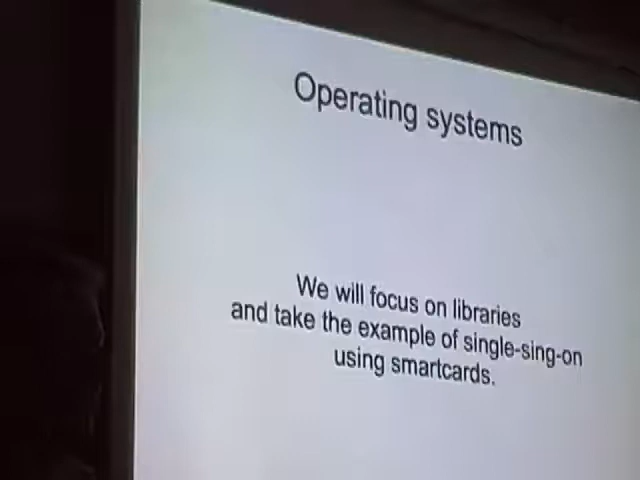 Operating systems
We will focus on libraries
and take the example of single-sing-on
using smartcards.